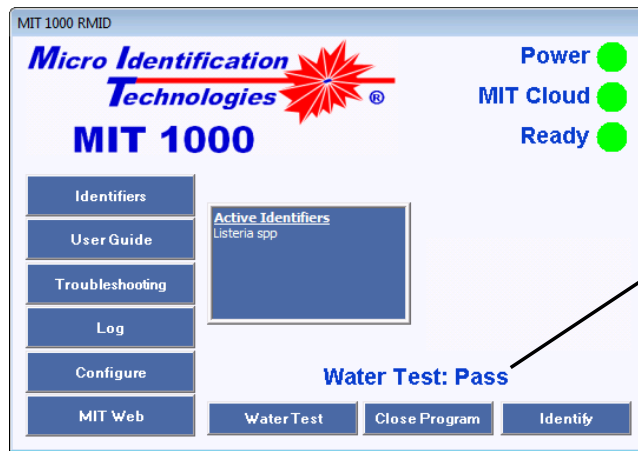 MIT 1000 RMID
Micro Identification
Technologies ®
MIT 1000
Power
MIT Cloud
Ready
Identifiers
User Guide
Troubleshooting
Log
Configure
MIT Web
Active Identifiers
Listeria spp
Water Test: Pass
Water Test
Close Program
Identify